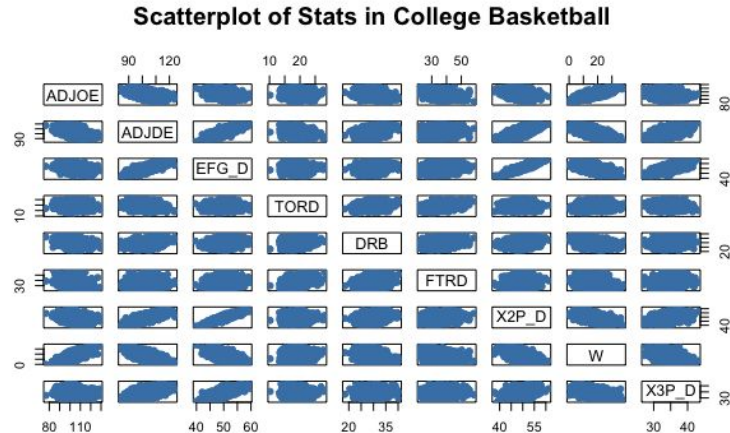 Scatterplot of Stats in College Basketball
90 120 10 20 30 50 0 20
ADJOE 80
90 ADJDE
EFG_D 40
10 TORD
DRB 20
30 FTRD
X2P_D 40
0 W
X3P_D 30
80 110 40 50 60 20 35 40 55 30 40